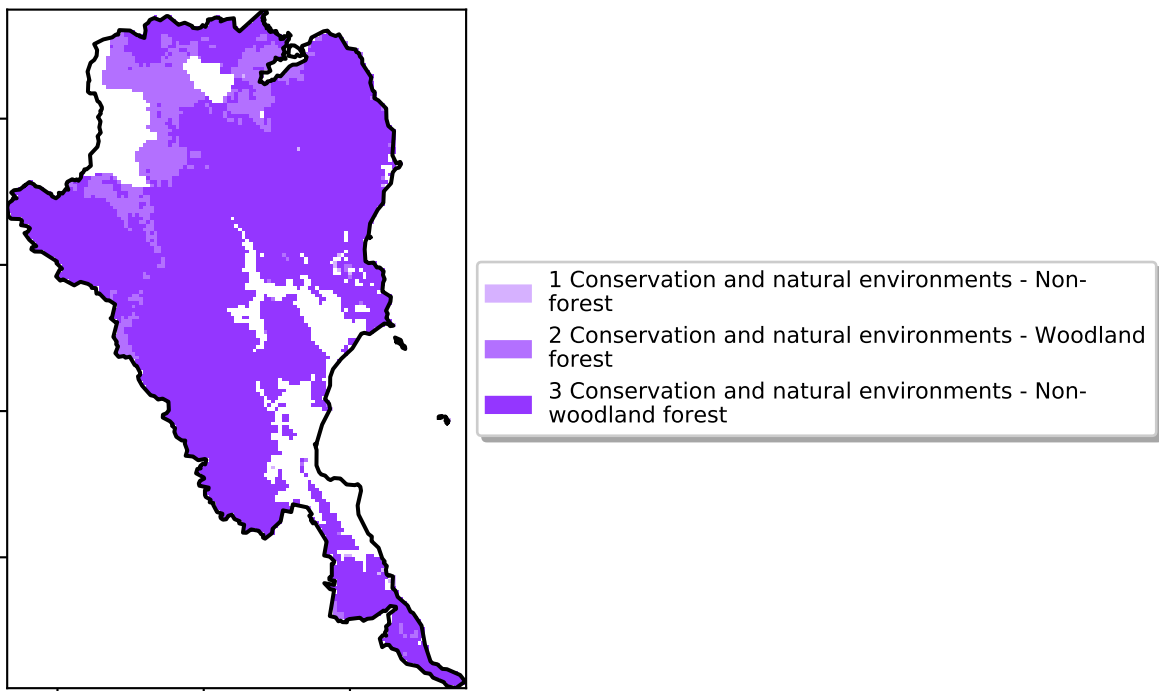 1 Conservation and natural environments - Non-
forest
2 Conservation and natural environments - Woodland
forest
3 Conservation and natural environments - Non-
woodland forest